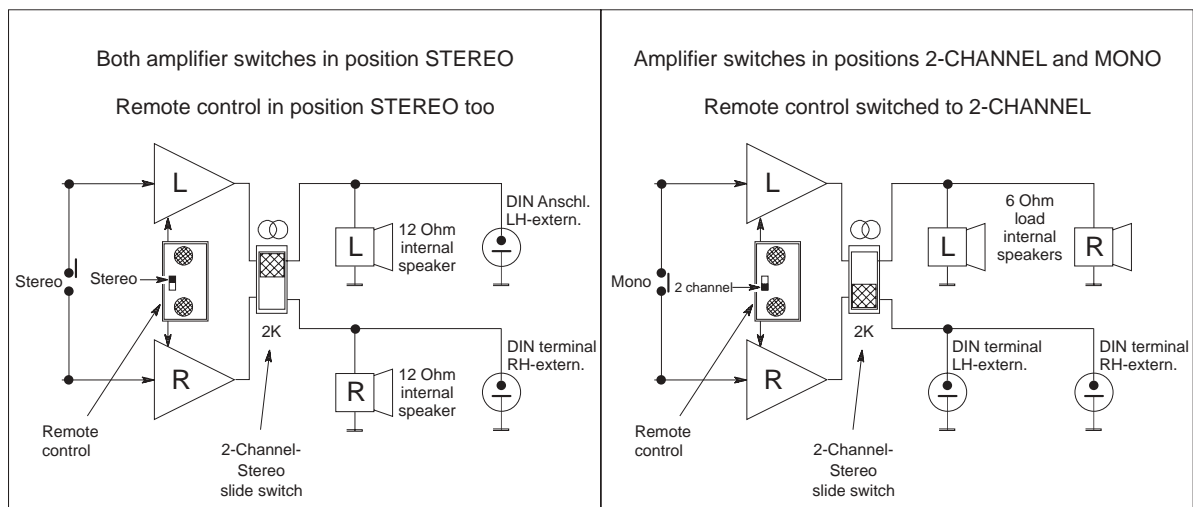 Both amplifier switches in position STEREO
Remote control in position STEREO too
L
DIN Anschl.
LH-extern.
12 Ohm
internal
speaker
L
Stereo
Stereo
2K
DIN terminal
RH-extern.
R
12 Ohm
internal
speaker
R
Remote
control
2-Channel-
Stereo
slide switch
Amplifier switches in positions 2-CHANNEL and MONO
Remote control switched to 2-CHANNEL
L
6 Ohm
load
internal
speakers
L
R
Mono
2 channel
2K
DIN terminal
LH-extern.
DIN terminal
RH-extern.
R
Remote
control
2-Channel-
Stereo
slide switch